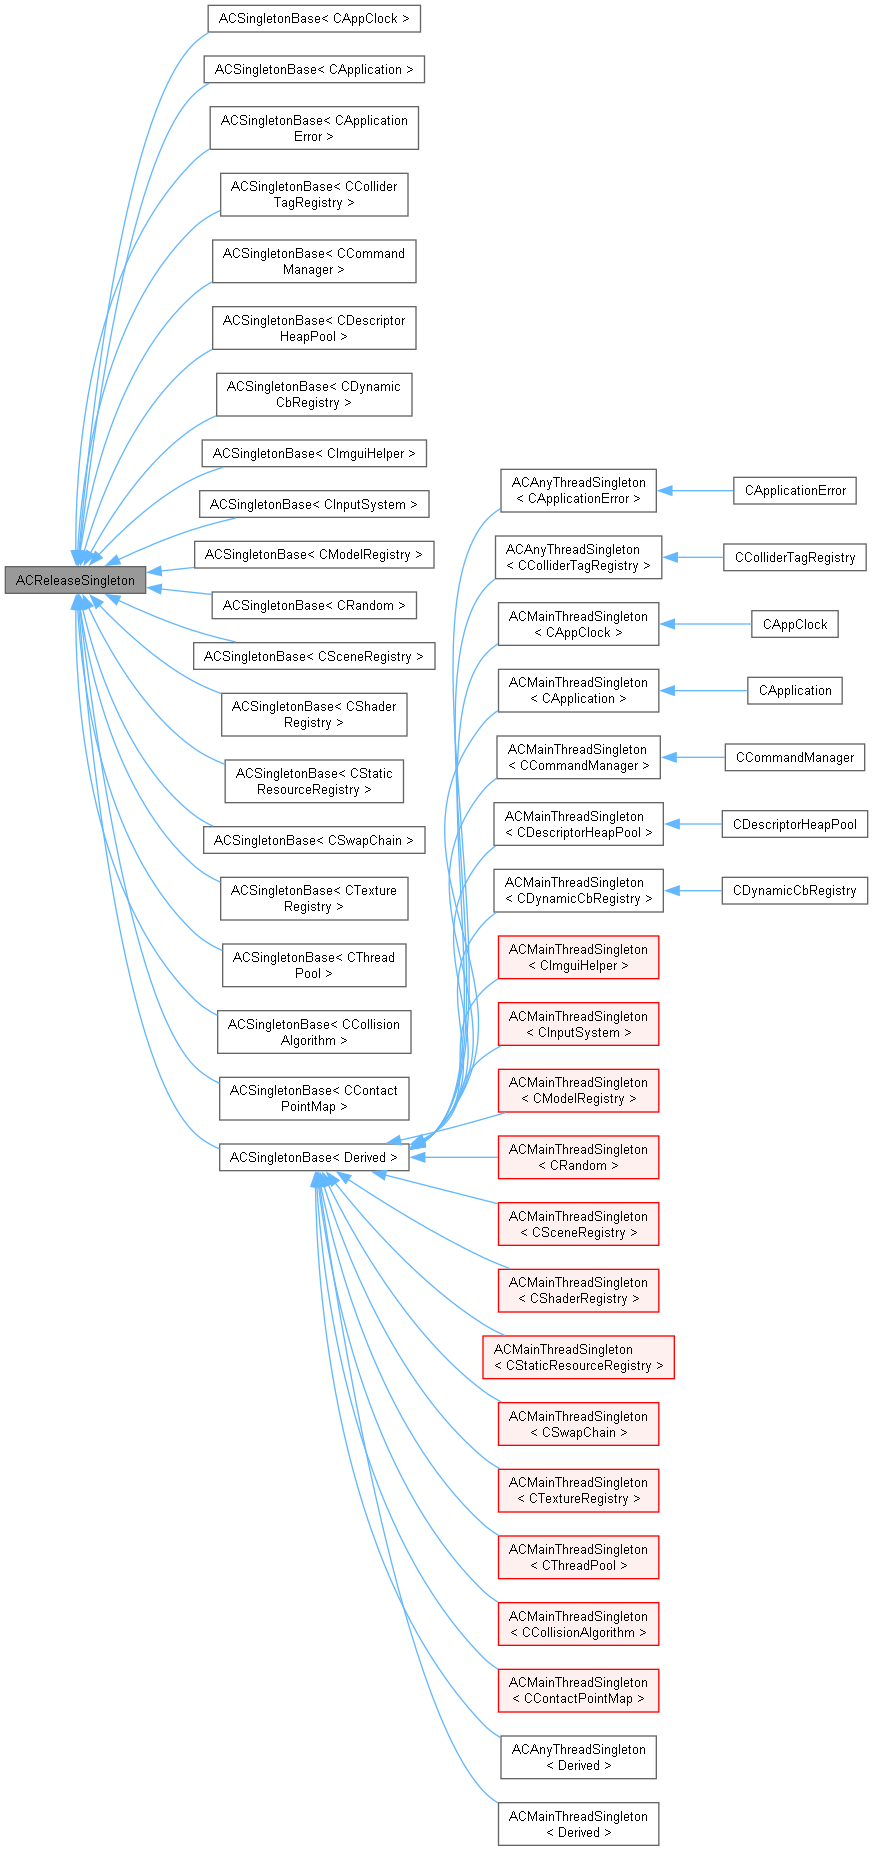 ACSingletonBase< CAppClock >
ACSingletonBase< CApplication >
ACSingletonBase< CApplication
Error >
ACSingletonBase< CCollider
TagRegistry >
ACSingletonBase< CCommand
Manager >
ACSingletonBase< CDescriptor
HeapPool >
ACSingletonBase< CDynamic
CbRegistry >
ACSingletonBase< CImguiHelper >
ACSingletonBase< CInputSystem >
ACSingletonBase< CModelRegistry >
ACReleaseSingleton
ACSingletonBase< CRandom >
ACSingletonBase< CSceneRegistry >
ACSingletonBase< CShader
Registry >
ACSingletonBase< CStatic
ResourceRegistry >
ACSingletonBase< CSwapChain >
ACSingletonBase< CTexture
Registry >
ACSingletonBase< CThread
Pool >
ACSingletonBase< CCollision
Algorithm >
ACSingletonBase< CContact
PointMap >
ACSingletonBase< Derived >
ACAnyThreadSingleton
< CApplicationError >
CApplicationError
ACAnyThreadSingleton
< CColliderTagRegistry >
CColliderTagRegistry
ACMainThreadSingleton
< CAppClock >
CAppClock
ACMainThreadSingleton
< CApplication >
CApplication
ACMainThreadSingleton
< CCommandManager >
CCommandManager
ACMainThreadSingleton
< CDescriptorHeapPool >
CDescriptorHeapPool
ACMainThreadSingleton
< CDynamicCbRegistry >
CDynamicCbRegistry
ACMainThreadSingleton
< CImguiHelper >
ACMainThreadSingleton
< CInputSystem >
ACMainThreadSingleton
< CModelRegistry >
ACMainThreadSingleton
< CRandom >
ACMainThreadSingleton
< CSceneRegistry >
ACMainThreadSingleton
< CShaderRegistry >
ACMainThreadSingleton
< CStaticResourceRegistry >
ACMainThreadSingleton
< CSwapChain >
ACMainThreadSingleton
< CTextureRegistry >
ACMainThreadSingleton
< CThreadPool >
ACMainThreadSingleton
< CCollisionAlgorithm >
ACMainThreadSingleton
< CContactPointMap >
ACAnyThreadSingleton
< Derived >
ACMainThreadSingleton
< Derived >